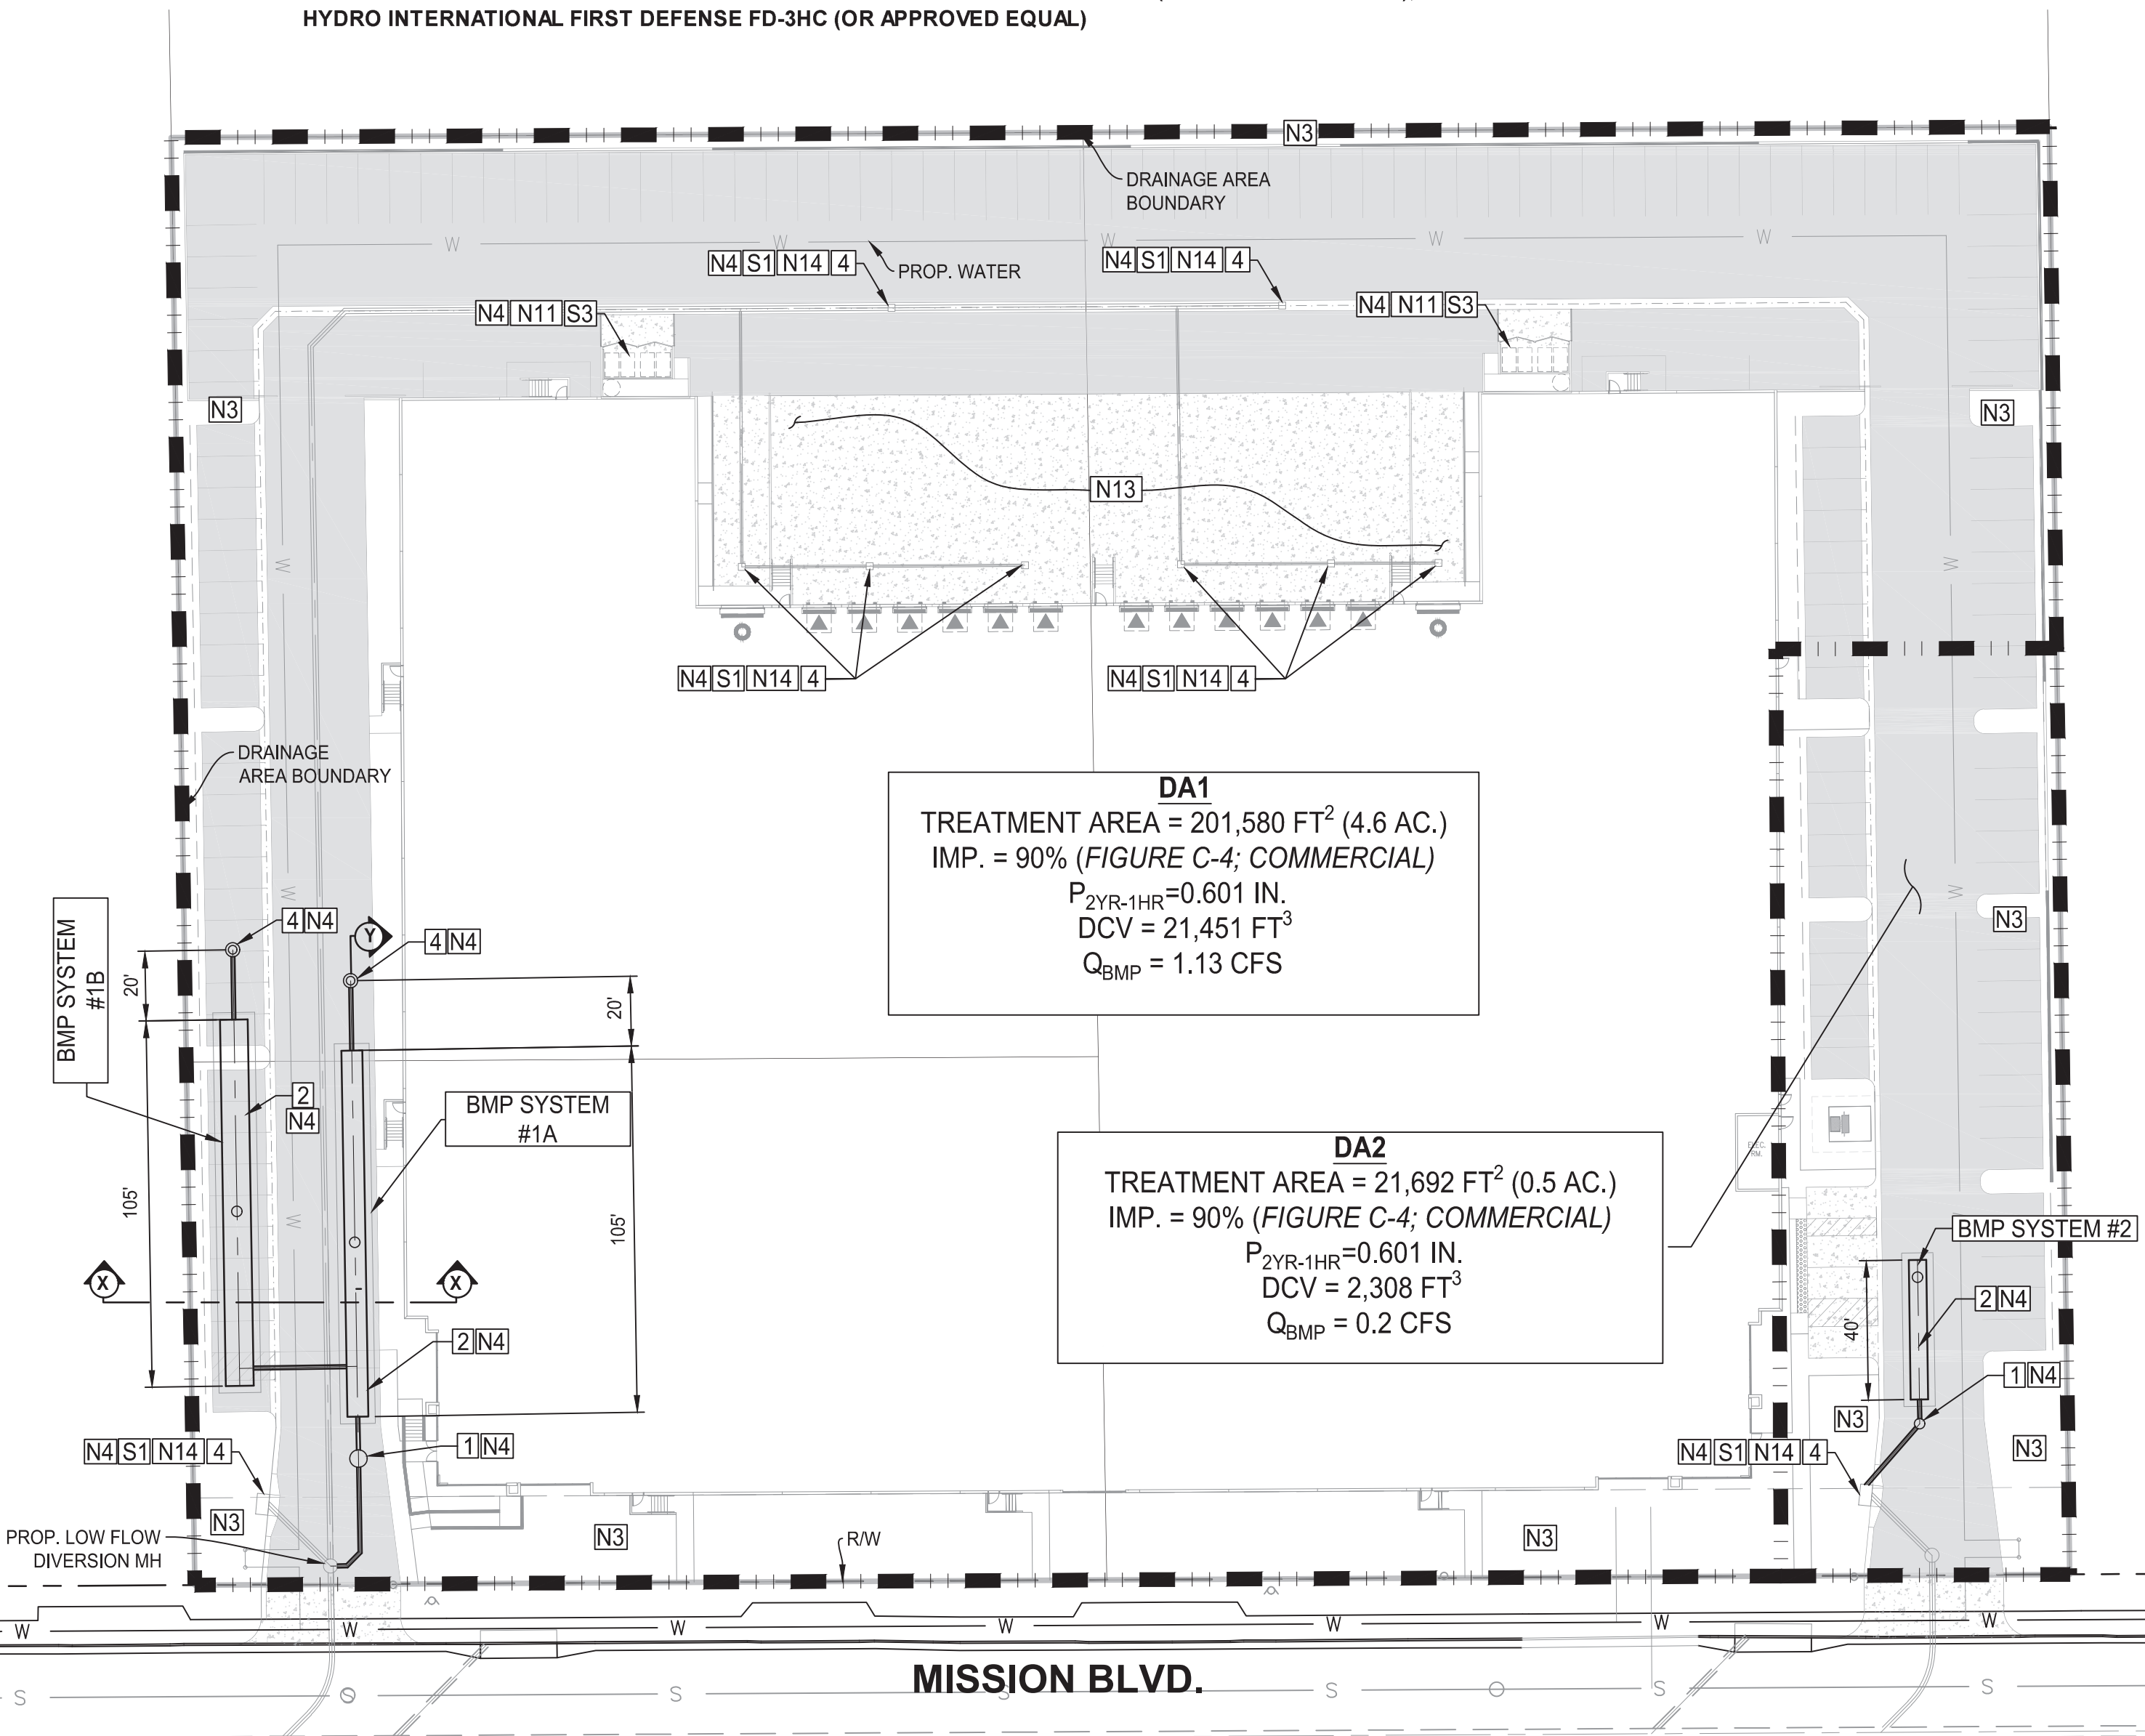 HYDRO INTERNATIONAL FIRST DEFENSE FD-3HC (OR APPROVED EQUAL)
N3
DRAINAGE AREA
BOUNDARY
W W W W W
N4 S1 N14 4
PROP. WATER
N4 S1 N14 4
N4 N11 S3
N4 N11 S3
N3
N3
N13
W
W
N4 S1 N14 4
N4 S1 N14 4
DRAINAGE
AREA BOUNDARY
DA1
TREATMENT AREA = 201,580 FT² (4.6 AC.)
IMP. = 90% (FIGURE C-4; COMMERCIAL)
P2YR-1HR=0.601 IN.
DCV = 21,451 FT³
QBMP = 1.13 CFS
W
W
N3
4 N4
Y
4 N4
BMP SYSTEM
#1B
20'
20'
2
N4
BMP SYSTEM
#1A
105'
105'
W
ELEC.
RM.
DA2
TREATMENT AREA = 21,692 FT² (0.5 AC.)
IMP. = 90% (FIGURE C-4; COMMERCIAL)
P2YR-1HR=0.601 IN.
DCV = 2,308 FT³
QBMP = 0.2 CFS
BMP SYSTEM #2
X
X
2 N4
40'
2 N4
1 N4
N3
N3
N4 S1 N14 4
1 N4
N4 S1 N14 4
N3
PROP. LOW FLOW
DIVERSION MH
N3
R/W
N3
W W W W W W W
MISSION BLVD.
S S S S S S S